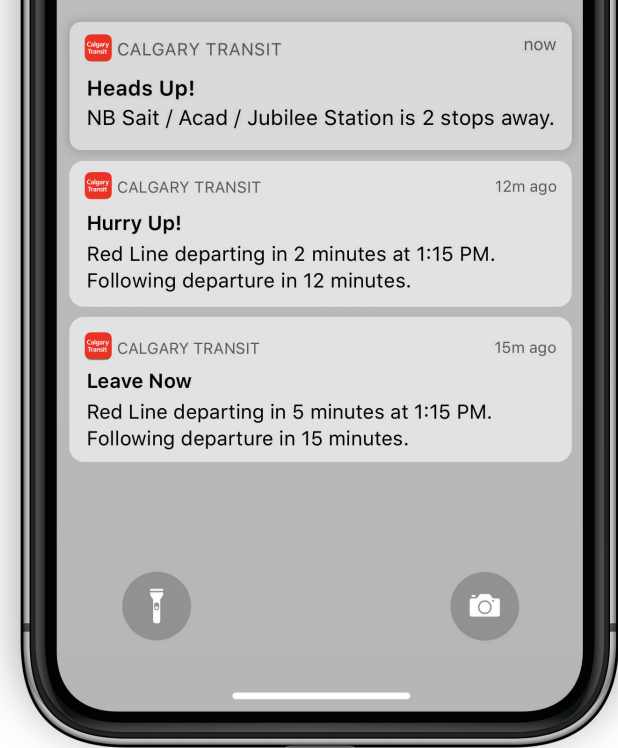 Calgary Transit CALGARY TRANSIT now
Heads Up!
NB Sait / Acad / Jubilee Station is 2 stops away.
Calgary Transit CALGARY TRANSIT 12m ago
Hurry Up!
Red Line departing in 2 minutes at 1:15 PM.
Following departure in 12 minutes.
Calgary Transit CALGARY TRANSIT 15m ago
Leave Now
Red Line departing in 5 minutes at 1:15 PM.
Following departure in 15 minutes.